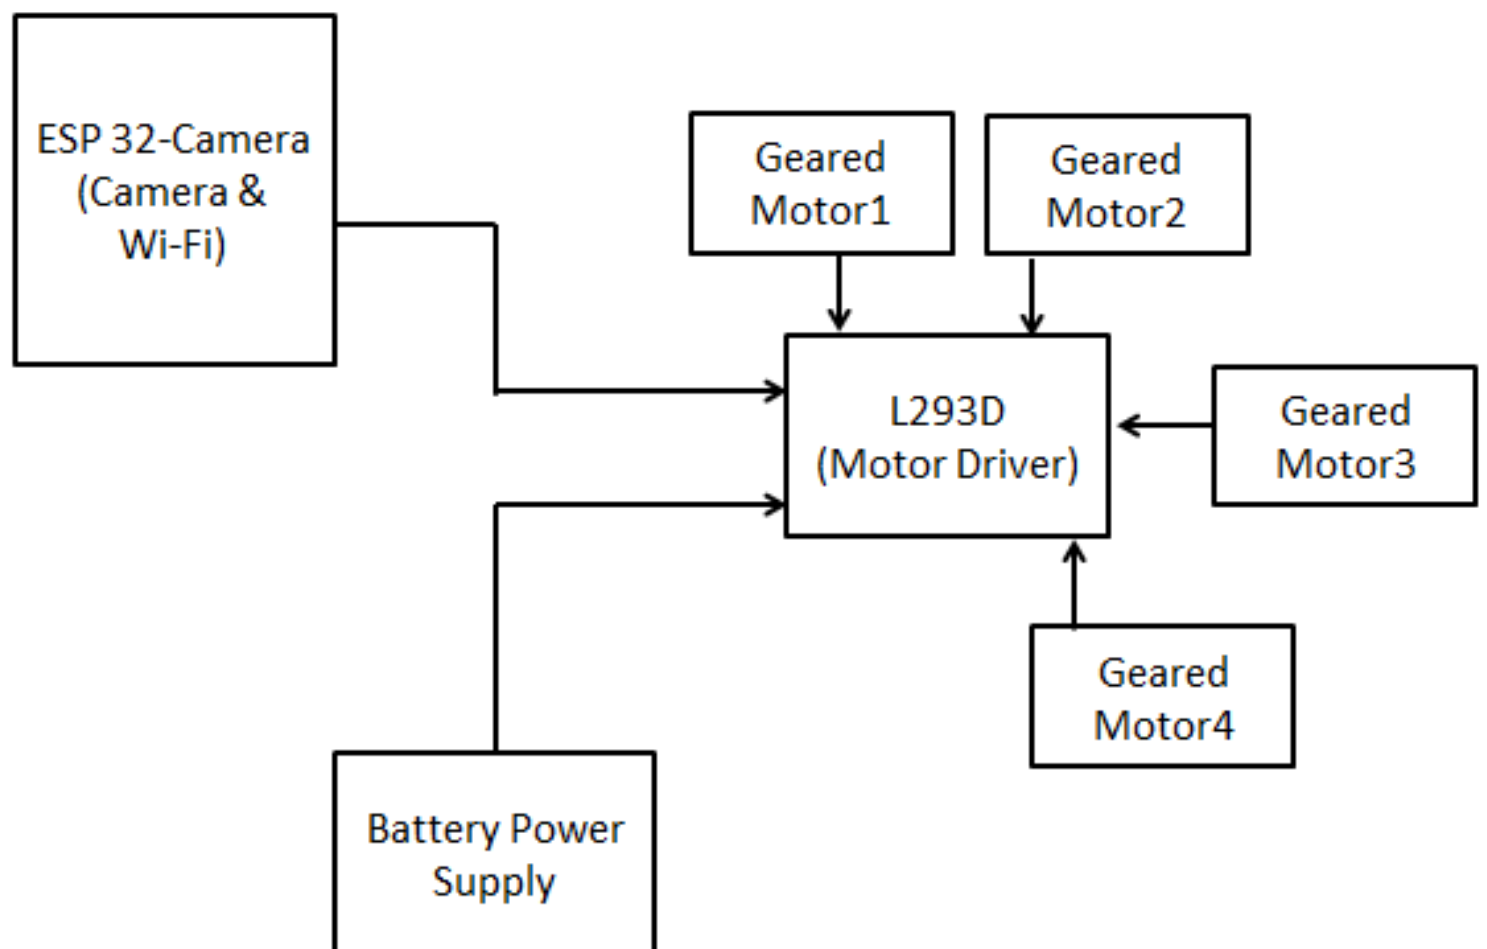 ESP 32-Camera
(Camera &
Wi-Fi)
Geared
Motor1
Geared
Motor2
L293D
(Motor Driver)
Geared
Motor3
Geared
Motor4
Battery Power
Supply